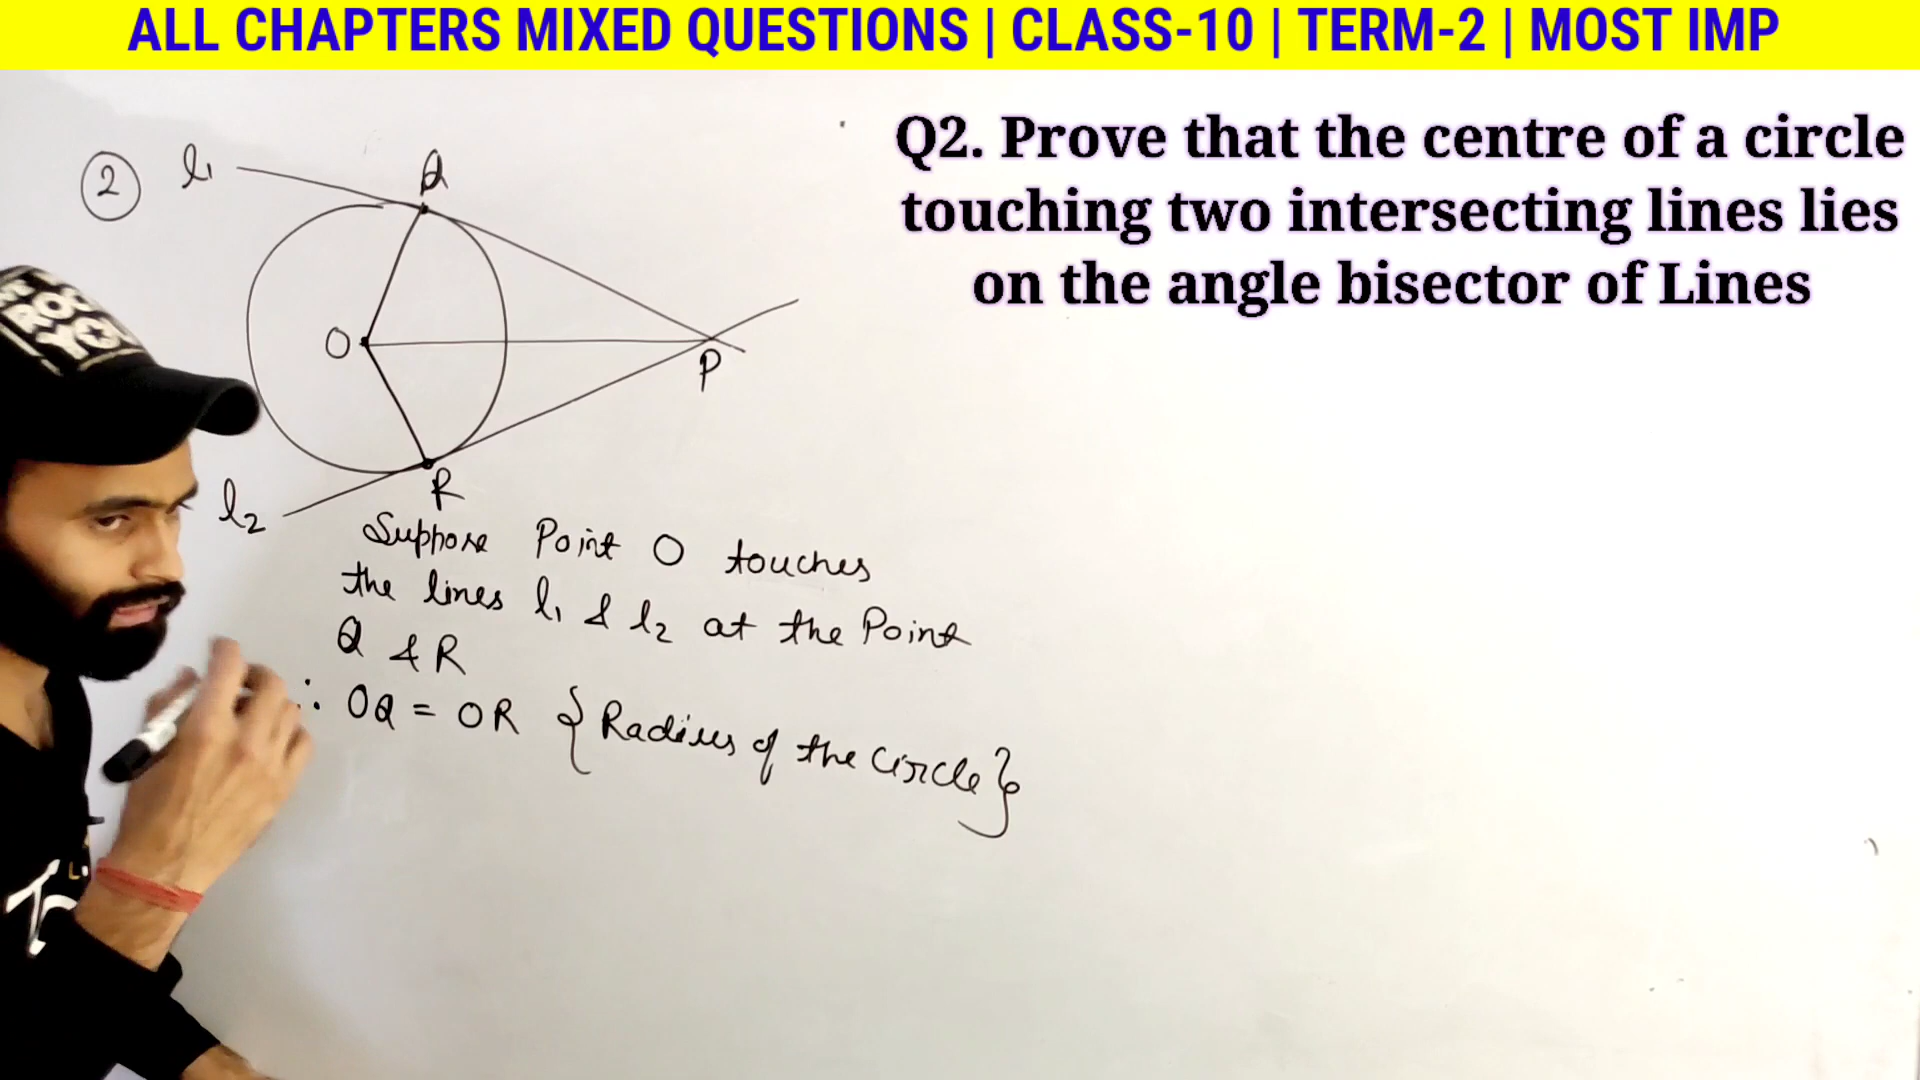 ALL CHAPTERS MIXED QUESTIONS | CLASS-10 | TERM-2 | MOST IMP
Q2. Prove that the centre of a circle
touching two intersecting lines lies
on the angle bisector of Lines
2
l₁
Q
O
P
R
l₂
Suppose Point O touches
the lines l₁ & l₂ at the Point
Q & R
∴ OQ = OR {Radius of the circle}
ROCK
YOU